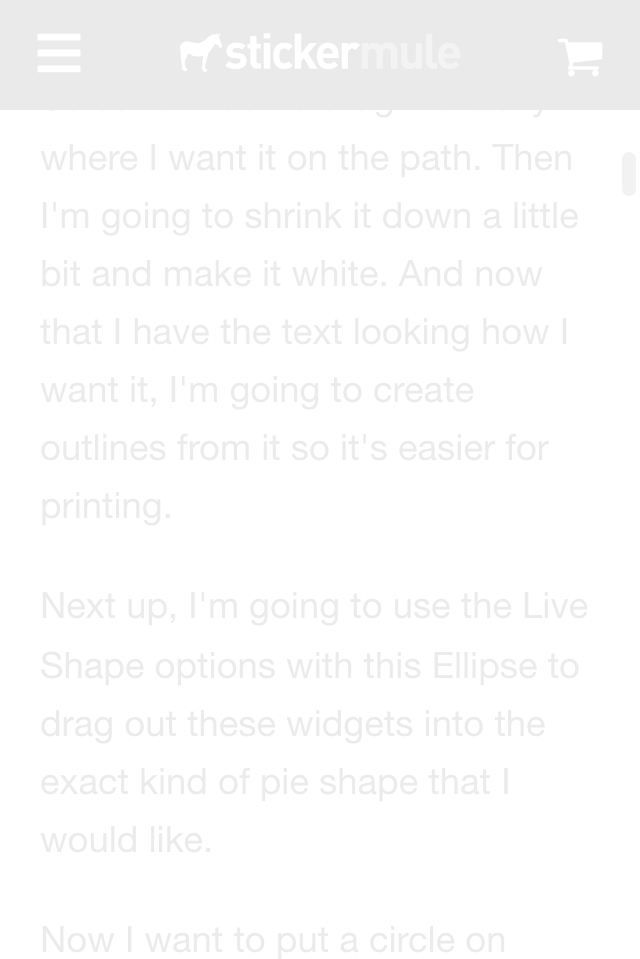 stickermule
where I want it on the path. Then
I'm going to shrink it down a little
bit and make it white. And now
that I have the text looking how I
want it, I'm going to create
outlines from it so it's easier for
printing.
Next up, I'm going to use the Live
Shape options with this Ellipse to
drag out these widgets into the
exact kind of pie shape that I
would like.
Now I want to put a circle on